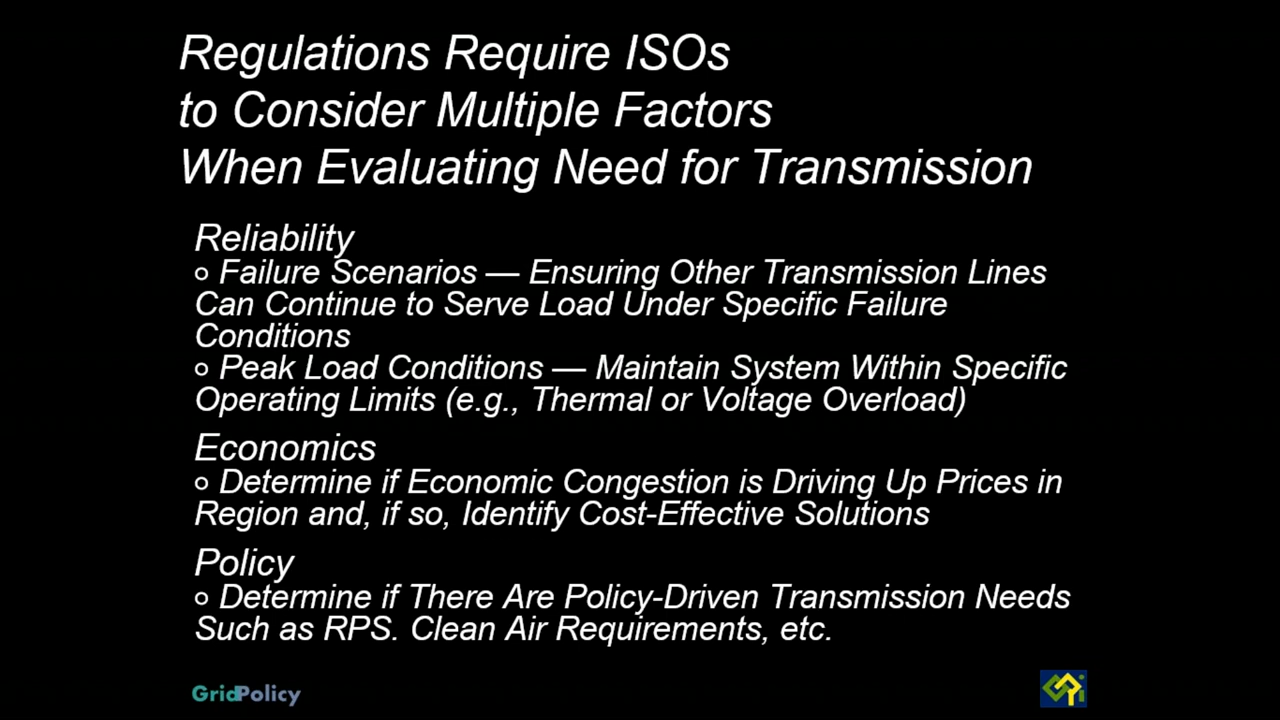 Regulations Require ISOs
to Consider Multiple Factors
When Evaluating Need for Transmission
Reliability
○ Failure Scenarios — Ensuring Other Transmission Lines
Can Continue to Serve Load Under Specific Failure
Conditions
○ Peak Load Conditions — Maintain System Within Specific
Operating Limits (e.g., Thermal or Voltage Overload)
Economics
○ Determine if Economic Congestion is Driving Up Prices in
Region and, if so, Identify Cost-Effective Solutions
Policy
○ Determine if There Are Policy-Driven Transmission Needs
Such as RPS. Clean Air Requirements, etc.
GridPolicy